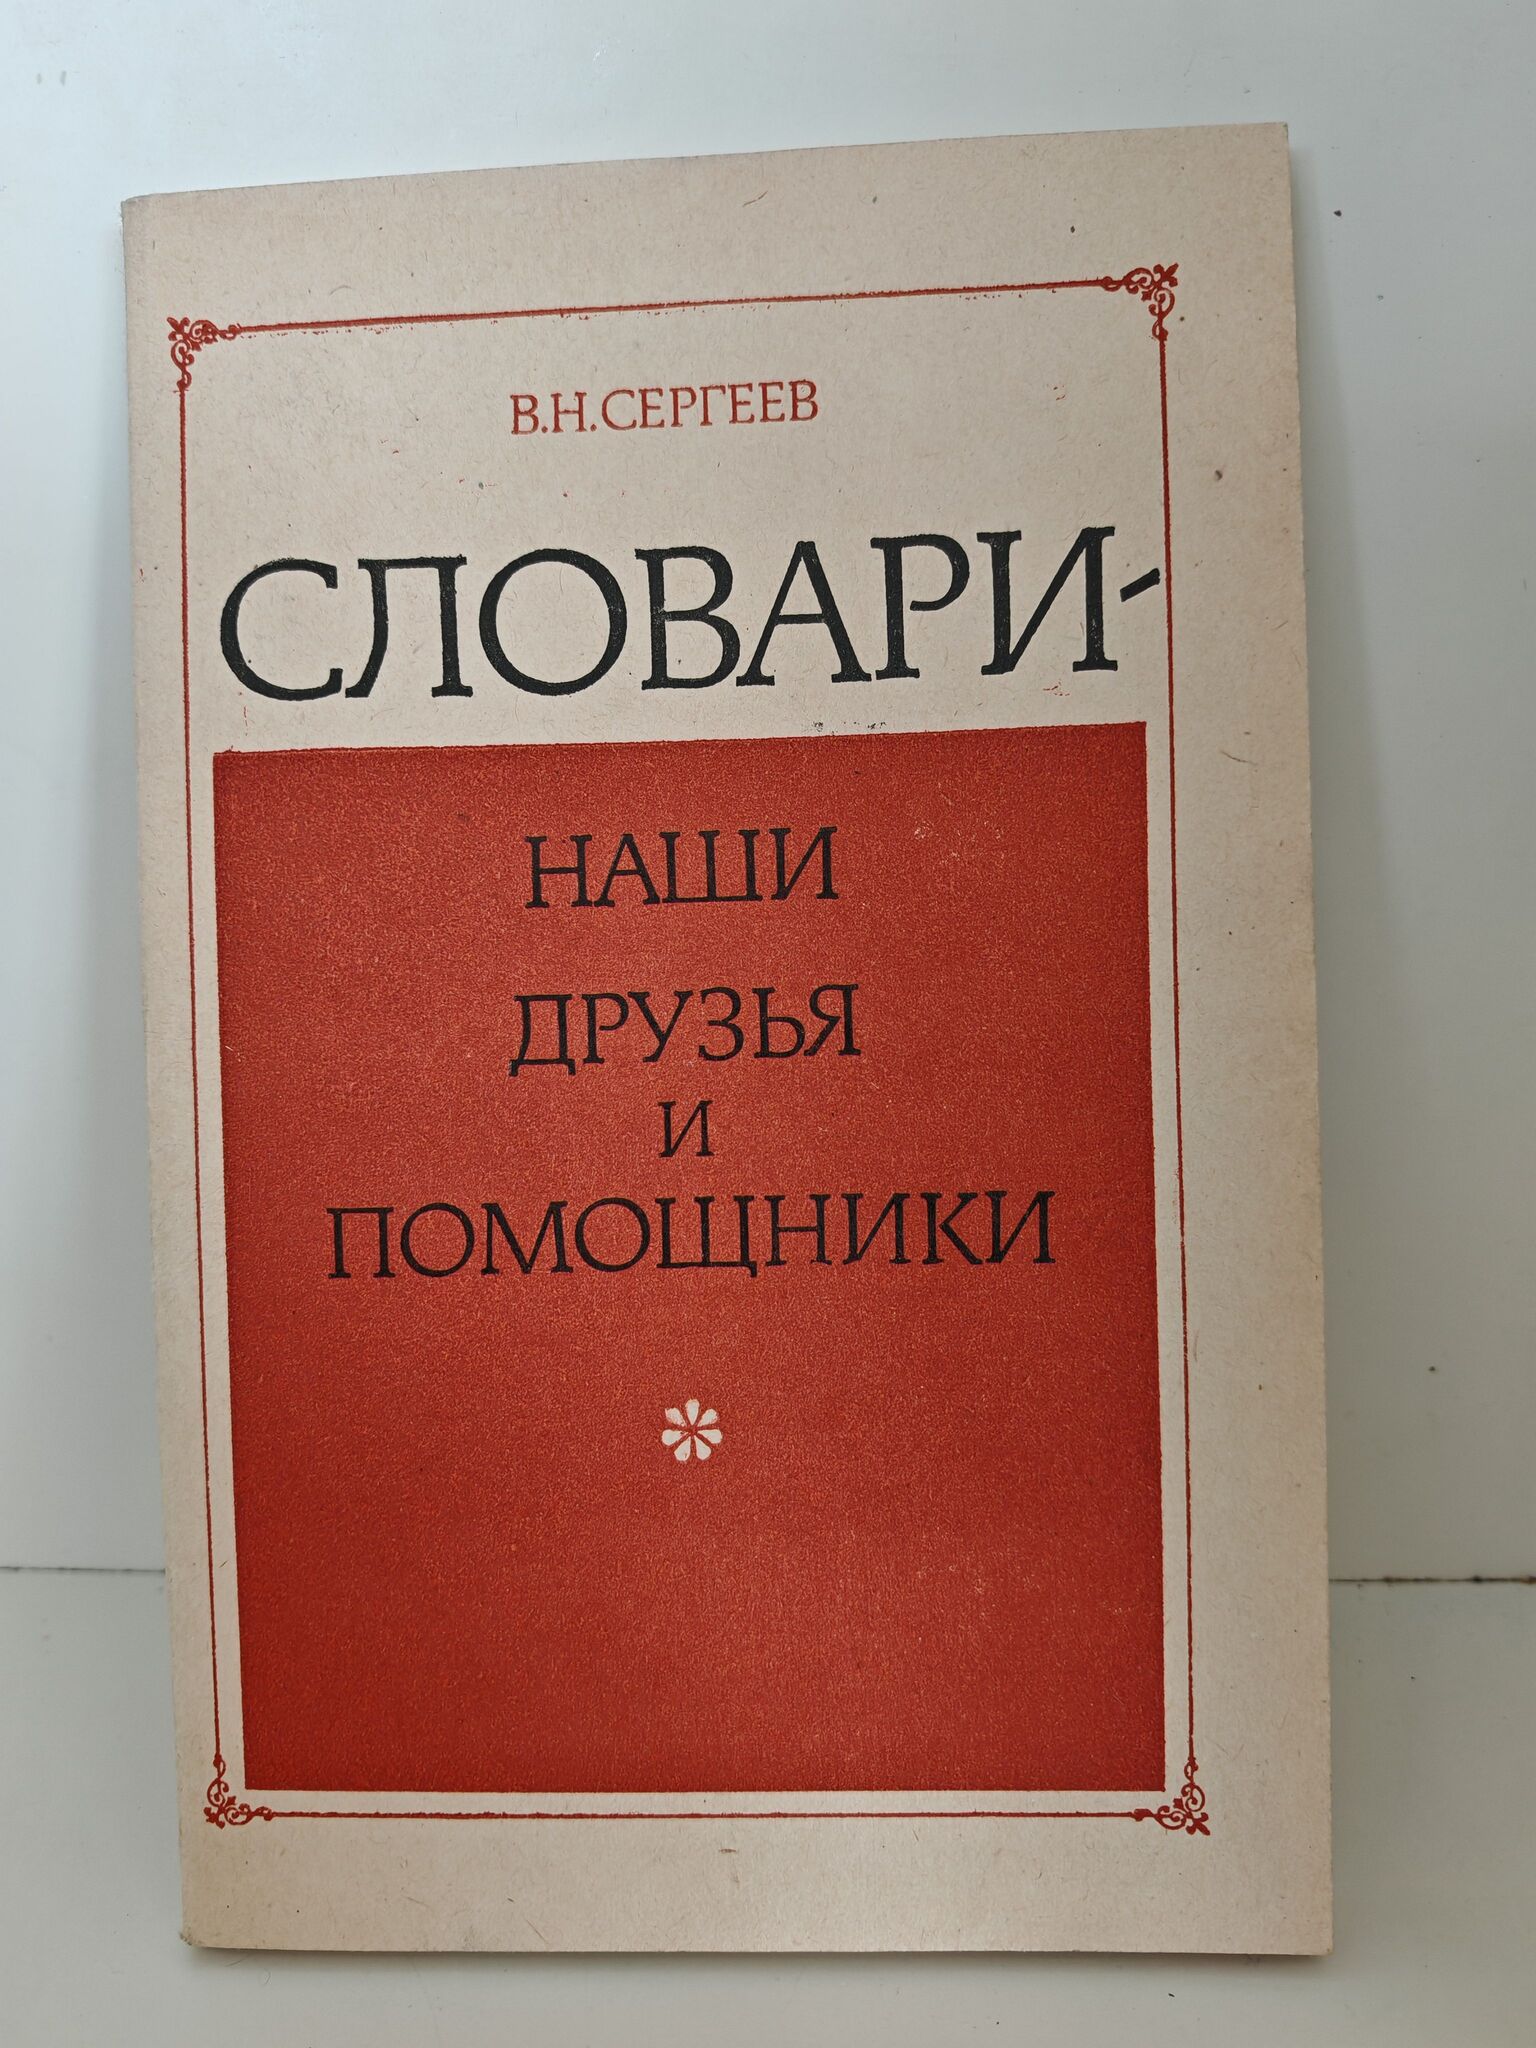 В.Н.СЕРГЕЕВ
СЛОВАРИ-
НАШИ
ДРУЗЬЯ
И
ПОМОЩНИКИ